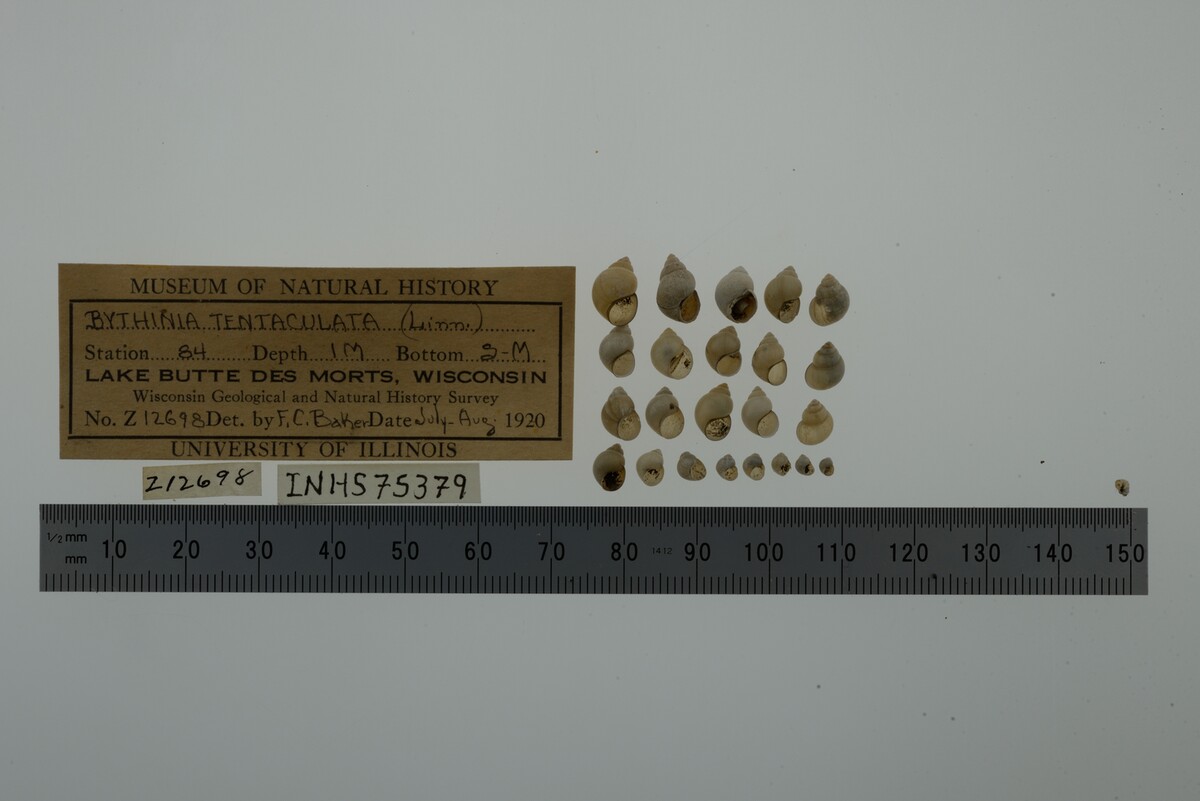 MUSEUM OF NATURAL HISTORY
BYTHINIA TENTACULATA (Linn.)
Station 84 Depth 1M Bottom S-M
LAKE BUTTE DES MORTS, WISCONSIN
Wisconsin Geological and Natural History Survey
No. Z 12698 Det. by F.C. Baker Date July-Aug. 1920
UNIVERSITY OF ILLINOIS
Z12698
INHS75379
1/2 mm
mm 10 20 30 40 50 60 70 80 1412 90 100 110 120 130 140 150